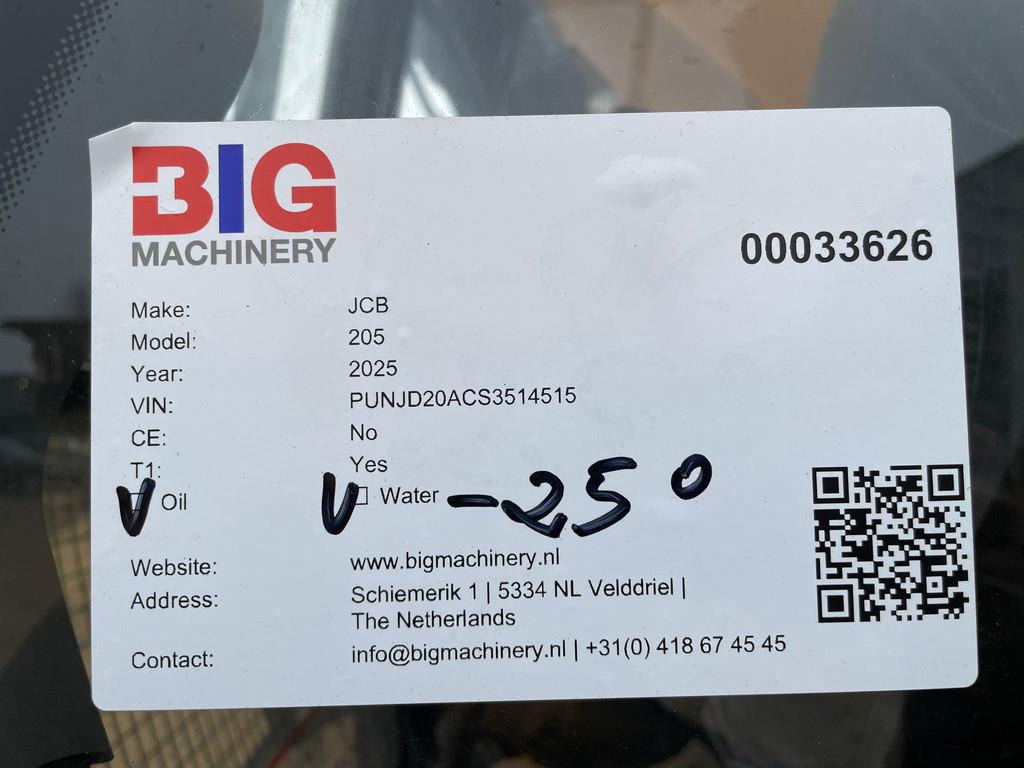 BIG
MACHINERY
00033626
Make: JCB
Model: 205
Year: 2025
VIN: PUNJD20ACS3514515
CE: No
T1: Yes
V Oil V Water -25°
Website: www.bigmachinery.nl
Address: Schiemerik 1 | 5334 NL Velddriel |
The Netherlands
Contact: info@bigmachinery.nl | +31(0) 418 67 45 45